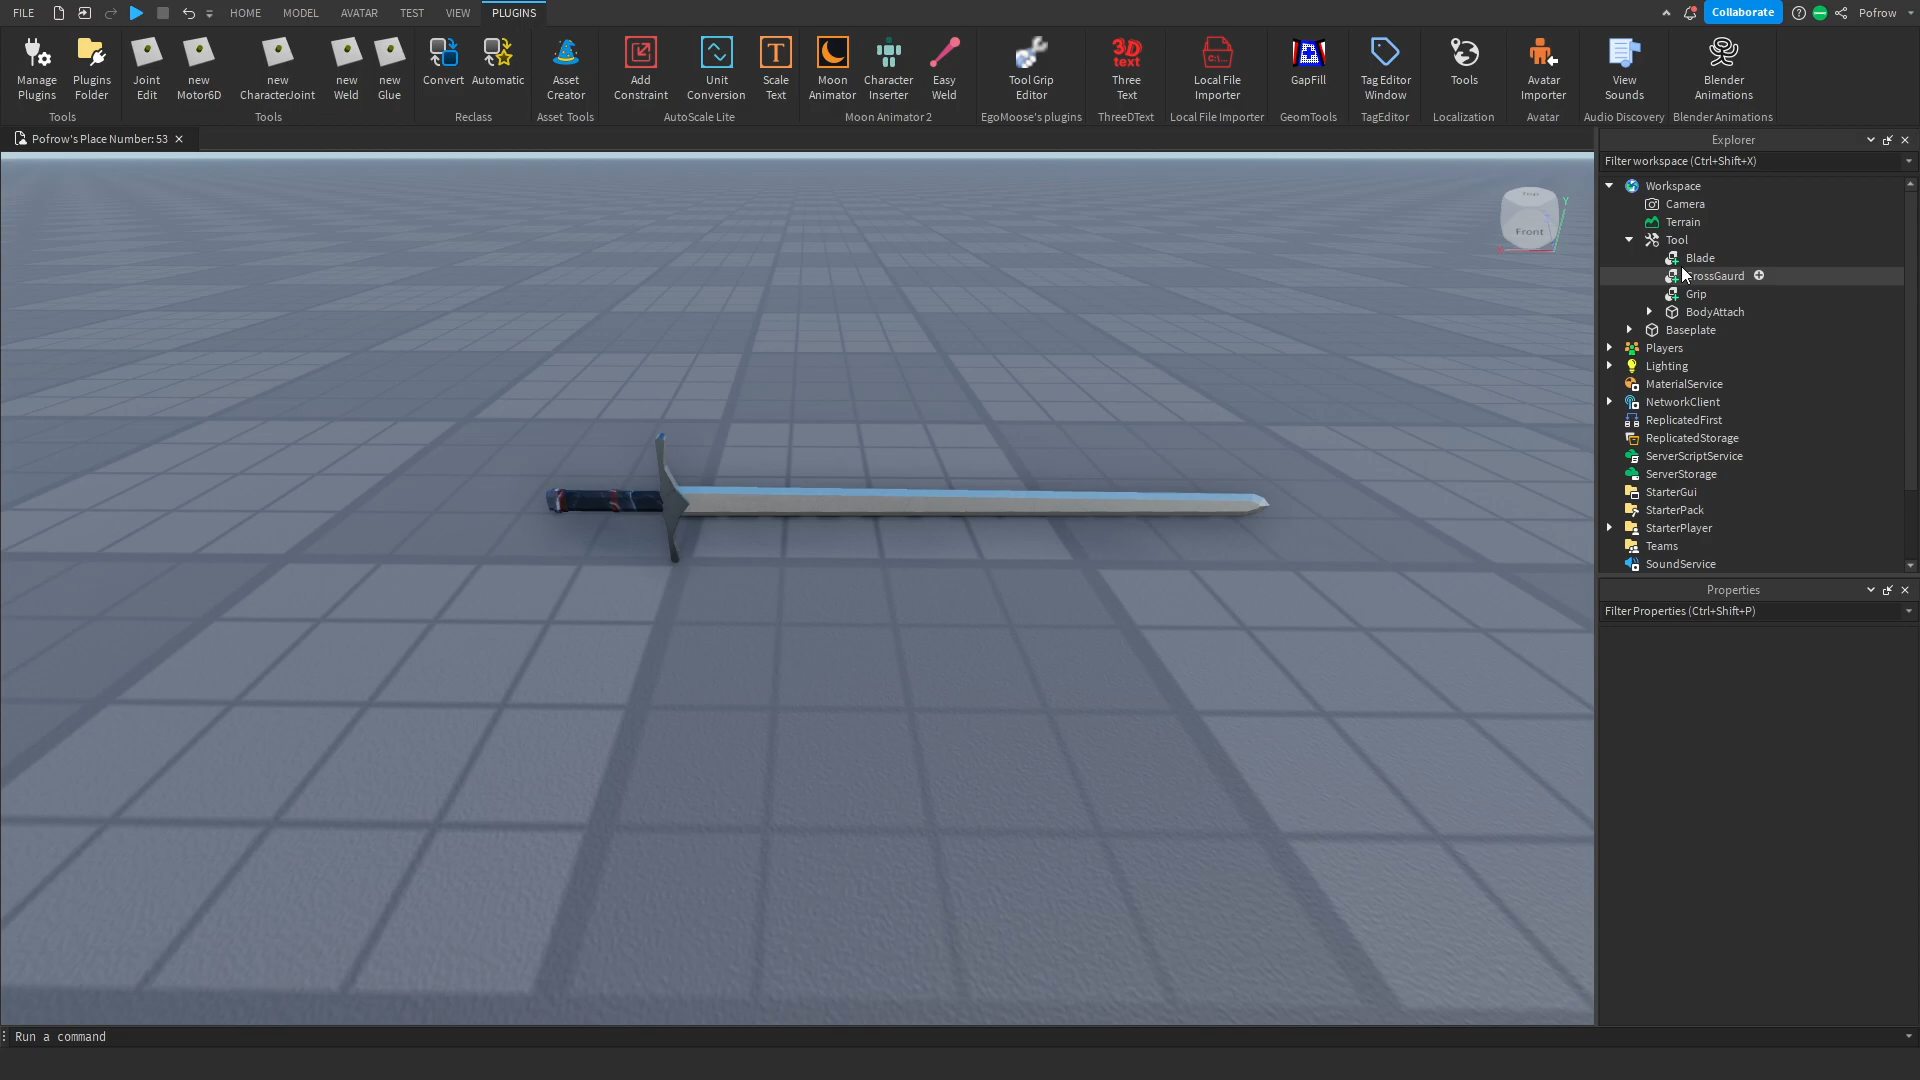 FILE HOME MODEL AVATAR TEST VIEW PLUGINS Collaborate Pofrow
Manage Plugins
Plugins Folder
Joint Edit
new Motor6D
new CharacterJoint
new Weld
new Glue
Convert
Automatic
Asset Creator
Add Constraint
Unit Conversion
Scale Text
Moon Animator
Character Inserter
Easy Weld
Tool Grip Editor
3D text
Three Text
C:\...
Local File Importer
GapFill
Tag Editor Window
Tools
Avatar Importer
View Sounds
Blender Animations
Tools Tools Reclass Asset Tools AutoScale Lite Moon Animator 2 EgoMoose's plugins ThreeDText Local File Importer GeomTools TagEditor Localization Avatar Audio Discovery Blender Animations
Pofrow's Place Number: 53
Front
Y
Explorer
Filter workspace (Ctrl+Shift+X)
Workspace
Camera
Terrain
Tool
Blade
rossGaurd
Grip
BodyAttach
Baseplate
Players
Lighting
MaterialService
NetworkClient
ReplicatedFirst
ReplicatedStorage
ServerScriptService
ServerStorage
StarterGui
StarterPack
StarterPlayer
Teams
SoundService
Properties
Filter Properties (Ctrl+Shift+P)
Run a command